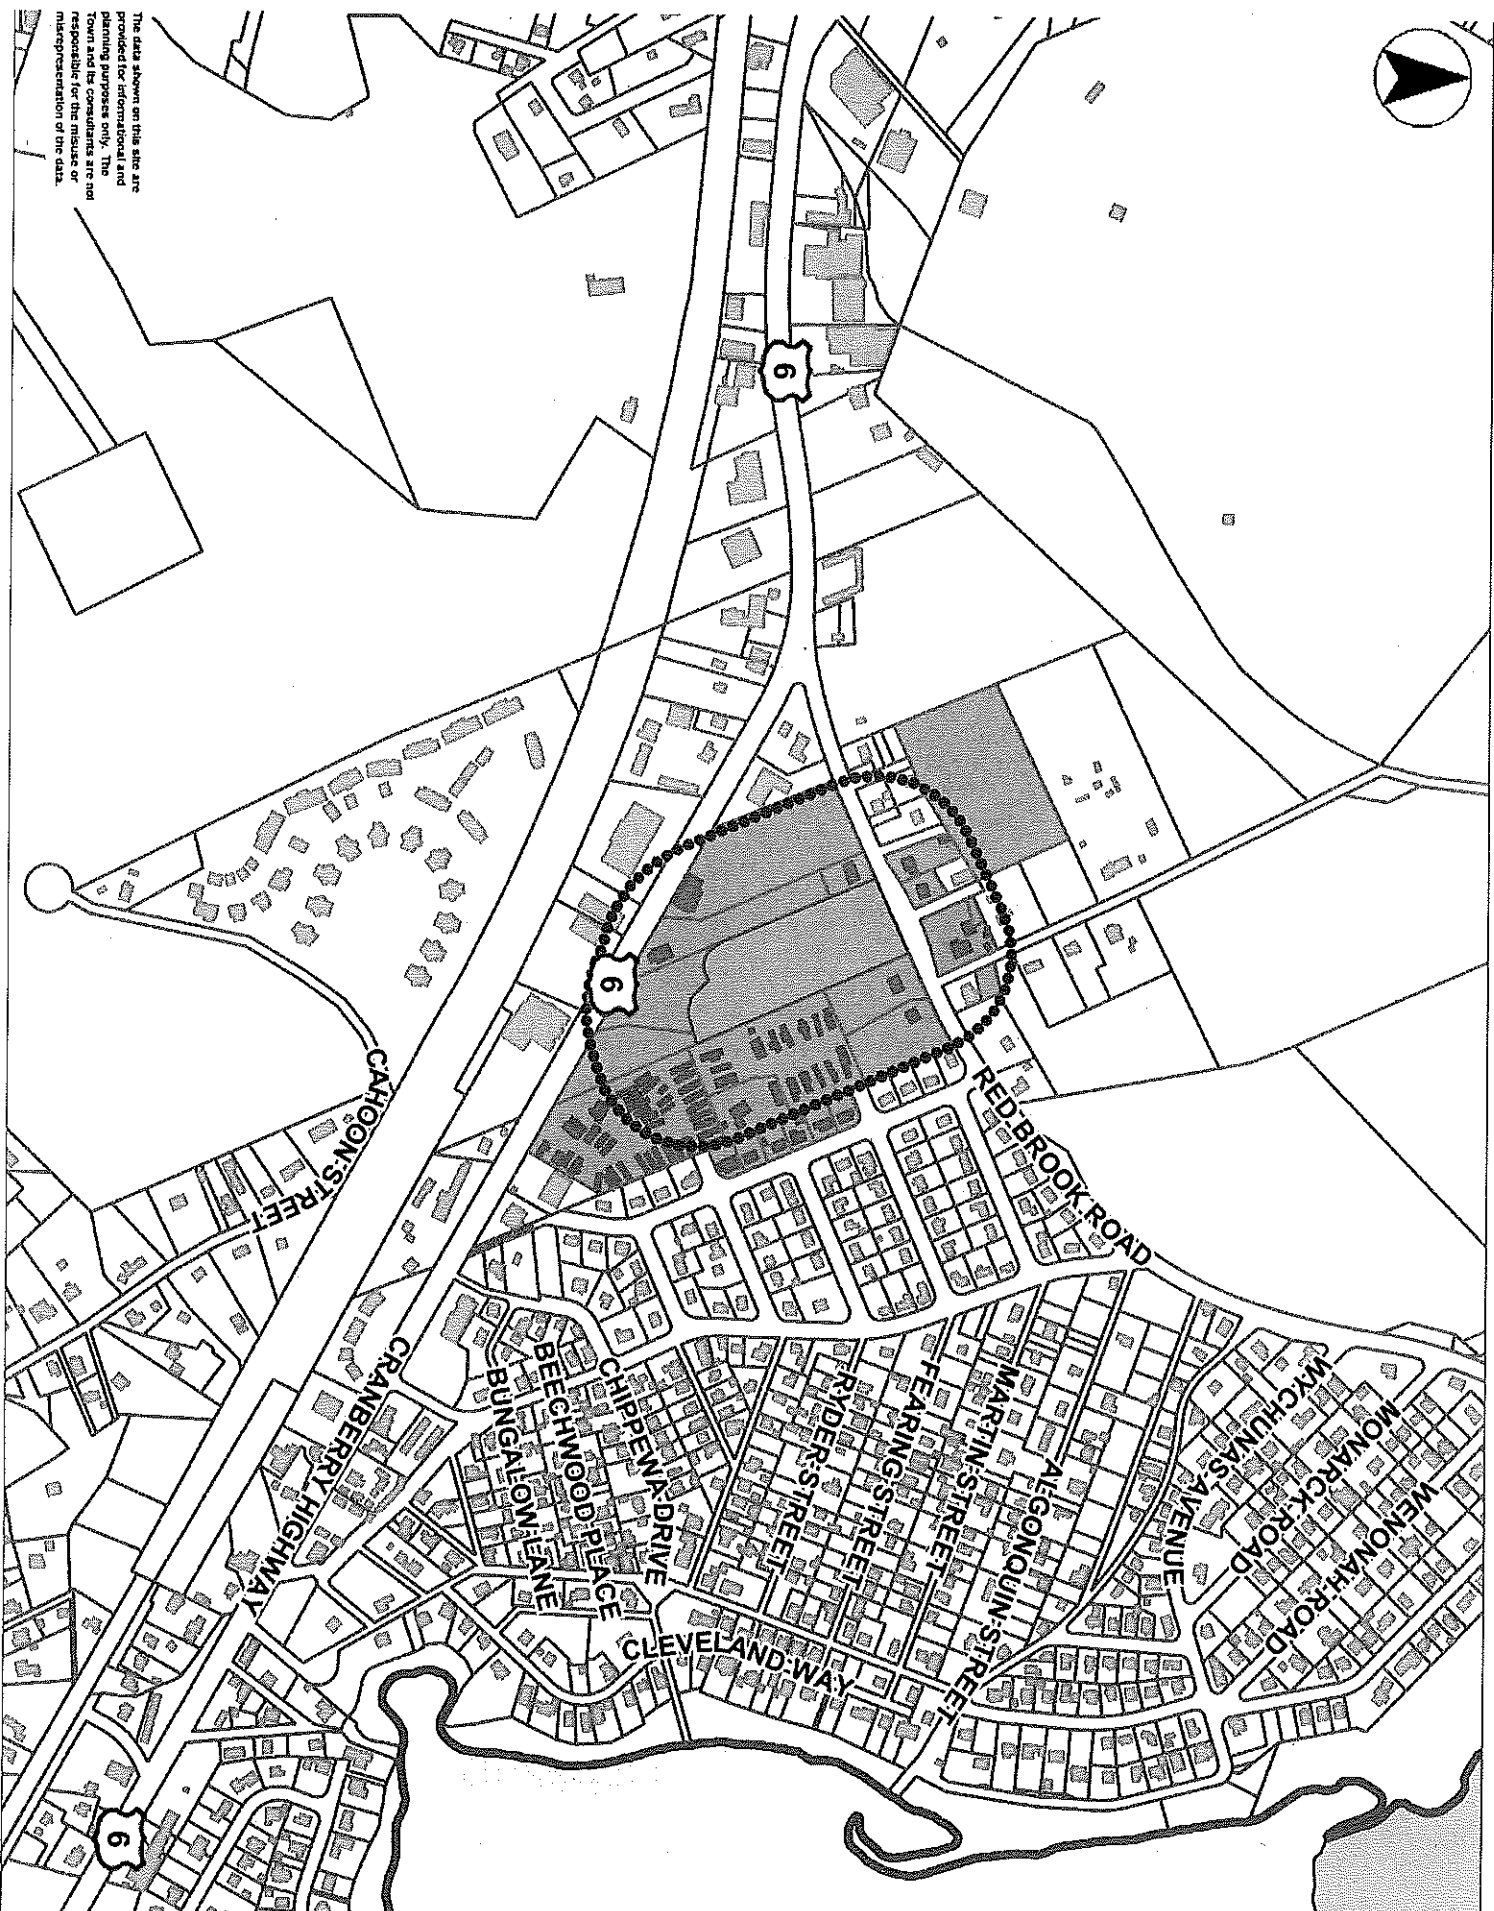 The data shown on this site are
provided for informational and
planning purposes only. The
Town and its consultants are not
responsible for the misuse or
misrepresentation of the data.
6
6
6
RED BROOK ROAD
CAHOON STREET
CRANBERRY HIGHWAY
BUNGALOW LANE
BEECHWOOD PLACE
CHIPPEWA DRIVE
RYDER STREET
FEARING STREET
MARTIN STREET
ALGONQUIN STREET
WYCHUNAS AVENUE
MONARCK ROAD
WENONAH ROAD
CLEVELAND WAY